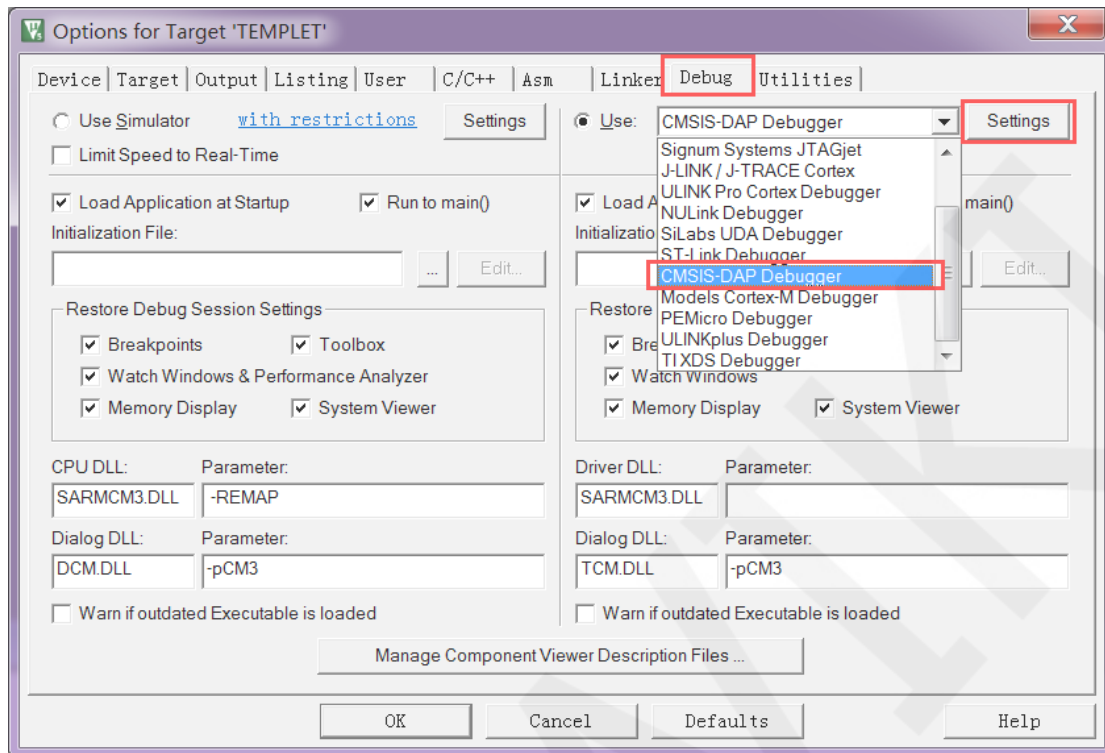 Options for Target 'TEMPLET'
Device Target Output Listing User C/C++ Asm Linker Debug Utilities
Use Simulator with restrictions Settings
Use: CMSIS-DAP Debugger Settings
Limit Speed to Real-Time
Signum Systems JTAGjet
J-LINK / J-TRACE Cortex
ULINK Pro Cortex Debugger
NULink Debugger
SiLabs UDA Debugger
ST-Link Debugger
CMSIS-DAP Debugger
Models Cortex-M Debugger
PEMicro Debugger
ULINKplus Debugger
TI XDS Debugger
Load Application at Startup Run to main()
main()
Initialization File:
... Edit...
Edit...
Restore Debug Session Settings
Restore
Breakpoints Toolbox
Watch Windows & Performance Analyzer
Watch Windows
Memory Display System Viewer
Memory Display System Viewer
CPU DLL: Parameter:
SARMCM3.DLL -REMAP
Driver DLL: Parameter:
SARMCM3.DLL
Dialog DLL: Parameter:
DCM.DLL -pCM3
Dialog DLL: Parameter:
TCM.DLL -pCM3
Warn if outdated Executable is loaded
Warn if outdated Executable is loaded
Manage Component Viewer Description Files ...
OK Cancel Defaults Help